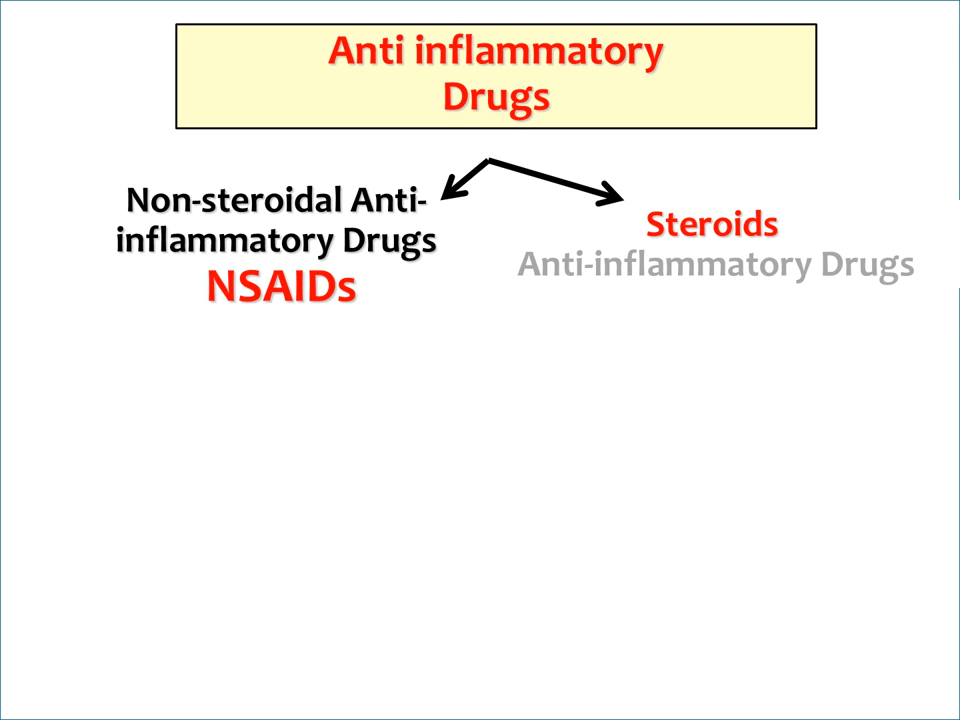 Anti inflammatory
Drugs
Non-steroidal Anti-
inflammatory Drugs
NSAIDs
Steroids
Anti-inflammatory Drugs